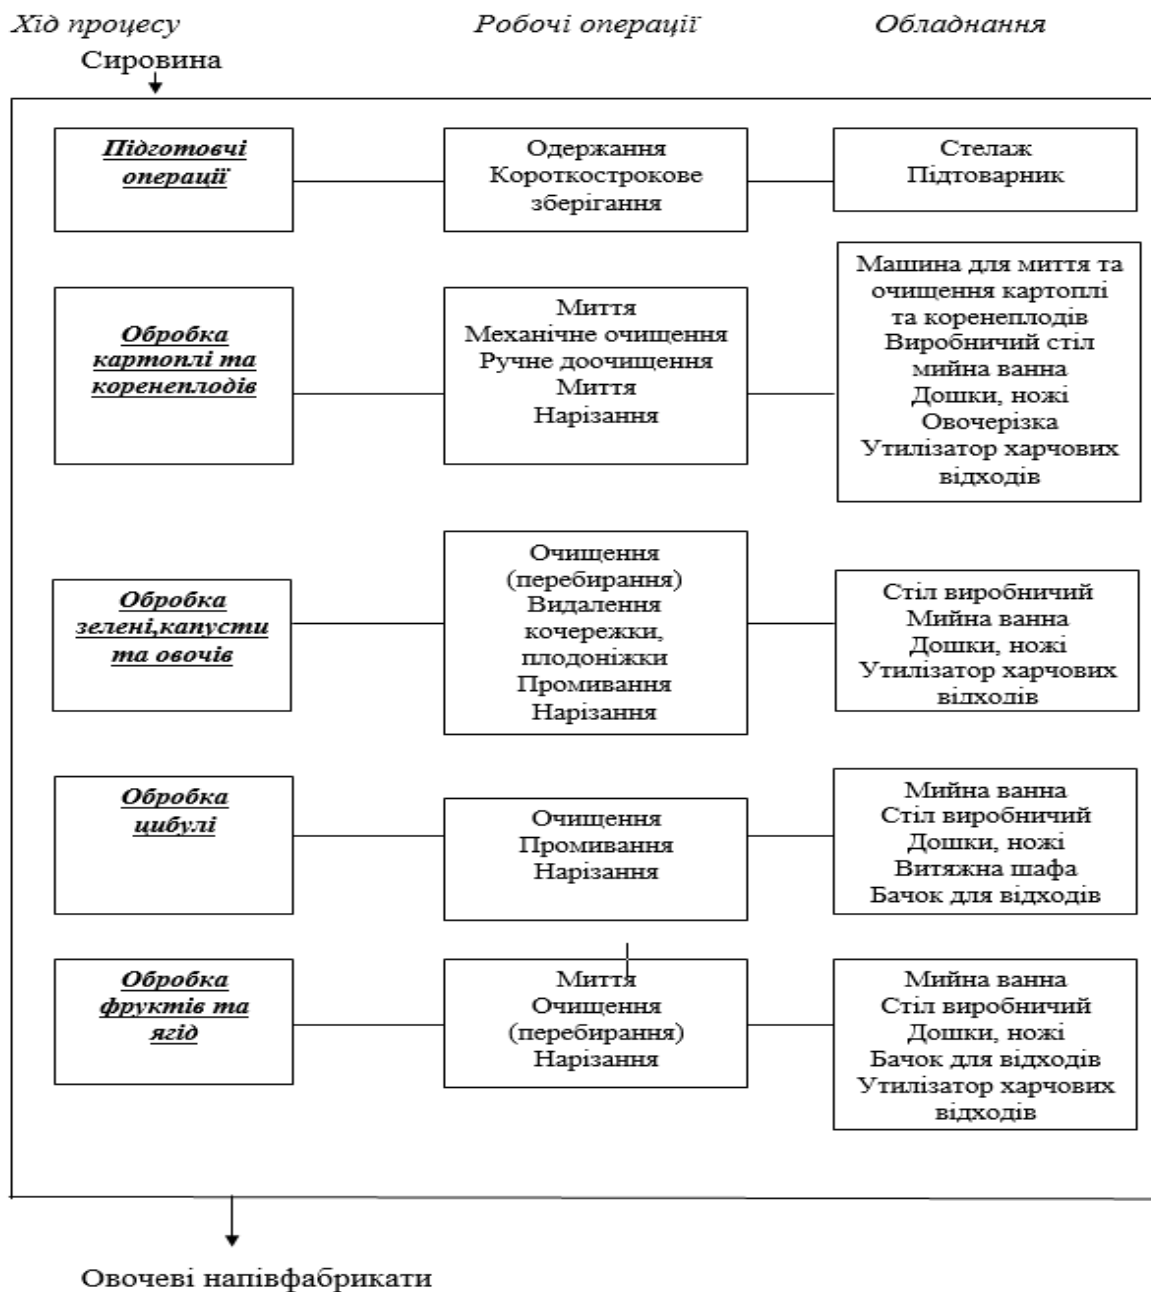 Хід процесу
Робочі операції
Обладнання
Сировина
Підготовчі
операції
Одержання
Короткострокове
зберігання
Стелаж
Підтоварник
Обробка
картоплі та
коренеплодів
Миття
Механічне очищення
Ручне доочищення
Миття
Нарізання
Машина для миття та
очищення картоплі
та коренеплодів
Виробничий стіл
мийна ванна
Дошки, ножі
Овочерізка
Утилізатор харчових
відходів
Обробка
зелені,капусти
та овочів
Очищення
(перебирання)
Видалення
кочережки,
плодоніжки
Промивання
Нарізання
Стіл виробничий
Мийна ванна
Дошки, ножі
Утилізатор харчових
відходів
Обробка
цибулі
Очищення
Промивання
Нарізання
Мийна ванна
Стіл виробничий
Дошки, ножі
Витяжна шафа
Бачок для відходів
Обробка
фруктів та
ягід
Миття
Очищення
(перебирання)
Нарізання
Мийна ванна
Стіл виробничий
Дошки, ножі
Бачок для відходів
Утилізатор харчових
відходів
Овочеві напівфабрикати